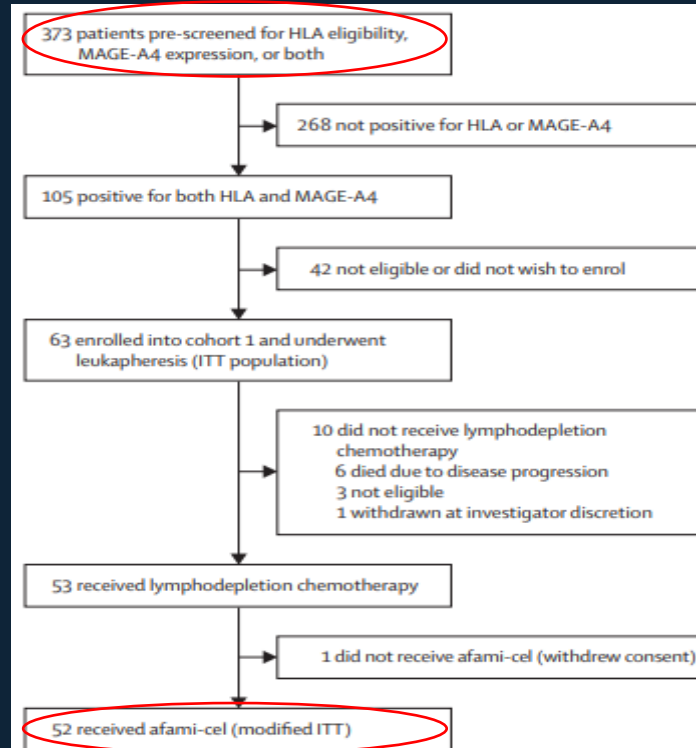 373 patients pre-screened for HLA eligibility,
MAGE-A4 expression, or both
268 not positive for HLA or MAGE-A4
105 positive for both HLA and MAGE-A4
42 not eligible or did not wish to enrol
63 enrolled into cohort 1 and underwent
leukapheresis (ITT population)
10 did not receive lymphodepletion
chemotherapy
6 died due to disease progression
3 not eligible
1 withdrawn at investigator discretion
53 received lymphodepletion chemotherapy
1 did not receive afami-cel (withdrew consent)
52 received afami-cel (modified ITT)